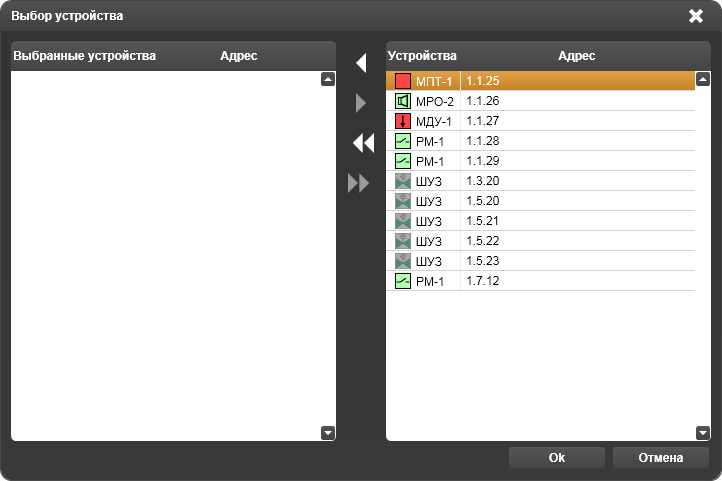 Выбор устройства
Выбранные устройства Адрес
Устройства Адрес
МПТ-1 1.1.25
МРО-2 1.1.26
МДУ-1 1.1.27
РМ-1 1.1.28
РМ-1 1.1.29
ШУЗ 1.3.20
ШУЗ 1.5.20
ШУЗ 1.5.21
ШУЗ 1.5.22
ШУЗ 1.5.23
РМ-1 1.7.12
Ok Отмена